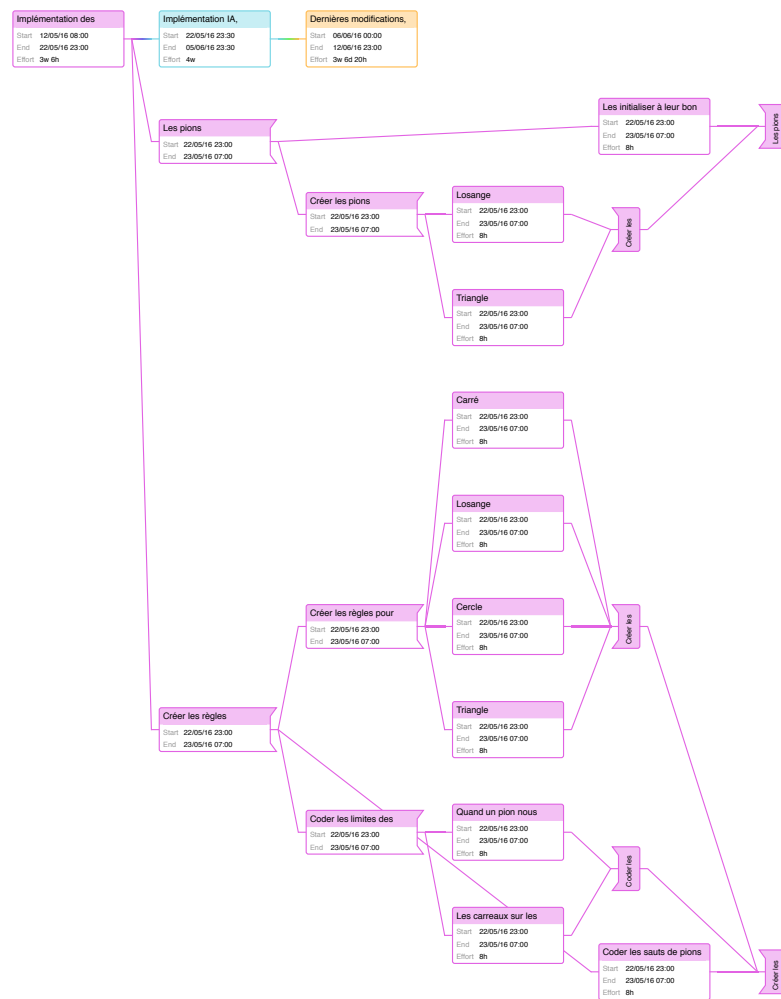 Implémentation des
Start 12/05/16 08:00
End 22/05/16 23:00
Effort 3w 6h
Implémentation IA,
Start 22/05/16 23:30
End 05/06/16 23:30
Effort 4w
Dernières modifications,
Start 06/06/16 00:00
End 12/06/16 23:00
Effort 3w 6d 20h
Les initialiser à leur bon
Start 22/05/16 23:00
End 23/05/16 07:00
Effort 8h
Les pions
Les pions
Start 22/05/16 23:00
End 23/05/16 07:00
Créer les pions
Start 22/05/16 23:00
End 23/05/16 07:00
Losange
Start 22/05/16 23:00
End 23/05/16 07:00
Effort 8h
Créer les
Triangle
Start 22/05/16 23:00
End 23/05/16 07:00
Effort 8h
Carré
Start 22/05/16 23:00
End 23/05/16 07:00
Effort 8h
Losange
Start 22/05/16 23:00
End 23/05/16 07:00
Effort 8h
Créer les règles pour
Start 22/05/16 23:00
End 23/05/16 07:00
Cercle
Start 22/05/16 23:00
End 23/05/16 07:00
Effort 8h
Créer les
Créer les règles
Start 22/05/16 23:00
End 23/05/16 07:00
Triangle
Start 22/05/16 23:00
End 23/05/16 07:00
Effort 8h
Coder les limites des
Start 22/05/16 23:00
End 23/05/16 07:00
Quand un pion nous
Start 22/05/16 23:00
End 23/05/16 07:00
Effort 8h
Coder les
Les carreaux sur les
Start 22/05/16 23:00
End 23/05/16 07:00
Effort 8h
Coder les sauts de pions
Start 22/05/16 23:00
End 23/05/16 07:00
Effort 8h
Créer les